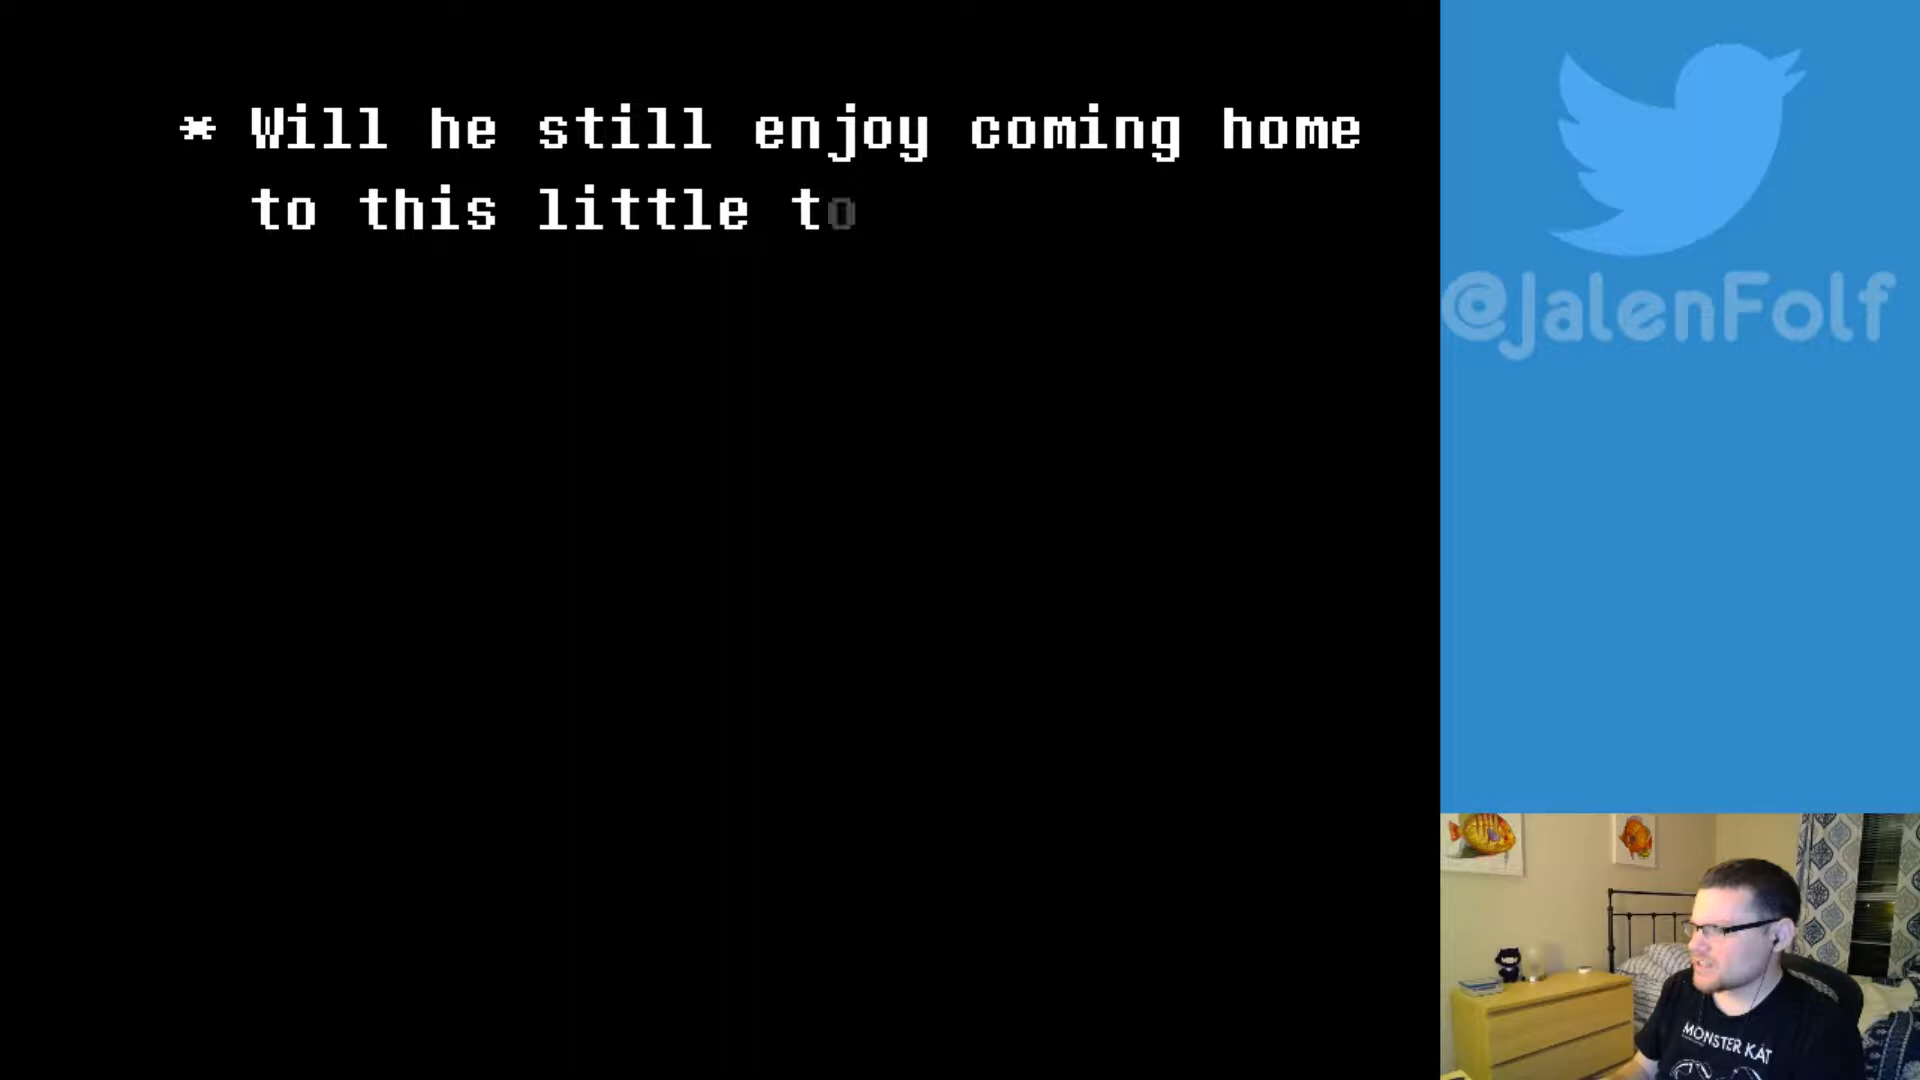 * Will he still enjoy coming home
to this little to
@JalenFolf
MONSTER KAT